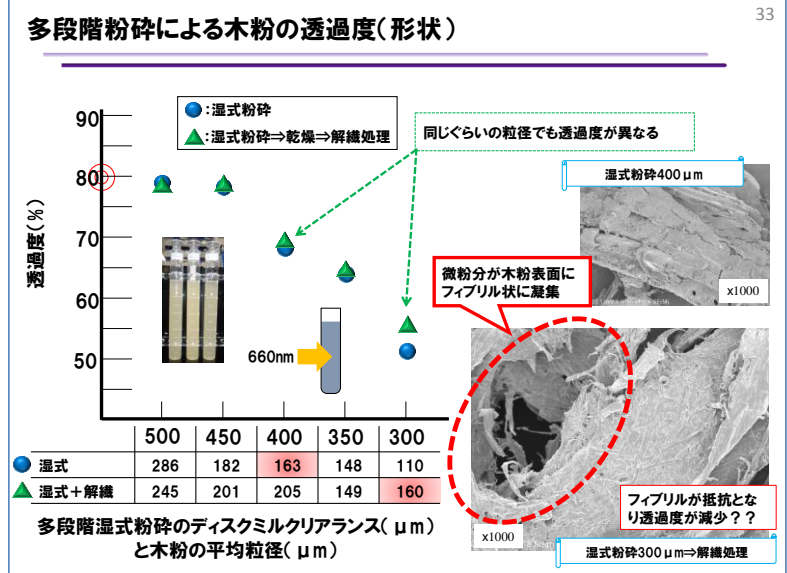 33
多段階粉砕による木粉の透過度(形状)
●:湿式粉砕
▲:湿式粉砕⇒乾燥⇒解繊処理
同じぐらいの粒径でも透過度が異なる
湿式粉砕400μm
x1000
微粉分が木粉表面に
フィブリル状に凝集
透過度(%)
90
80
70
60
50
660nm
500 450 400 350 300
湿式 286 182 163 148 110
湿式+解繊 245 201 205 149 160
多段階湿式粉砕のディスクミルクリアランス(μm)
と木粉の平均粒径(μm)
フィブリルが抵抗とな
り透過度が減少??
x1000
湿式粉砕300μm⇒解繊処理